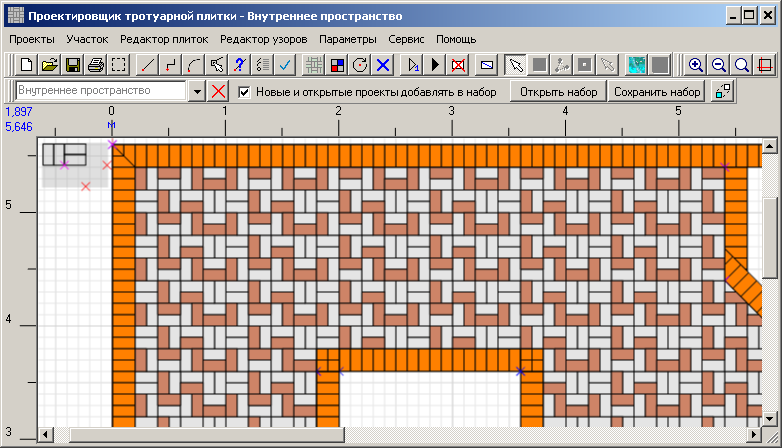 Проектировщик тротуарной плитки - Внутреннее пространство
Проекты Участок Редактор плиток Редактор узоров Параметры Сервис Помощь
Внутреннее пространство Новые и открытые проекты добавлять в набор Открыть набор Сохранить набор
1,897 0 1 2 3 4 5
5,646 м
5
4
3